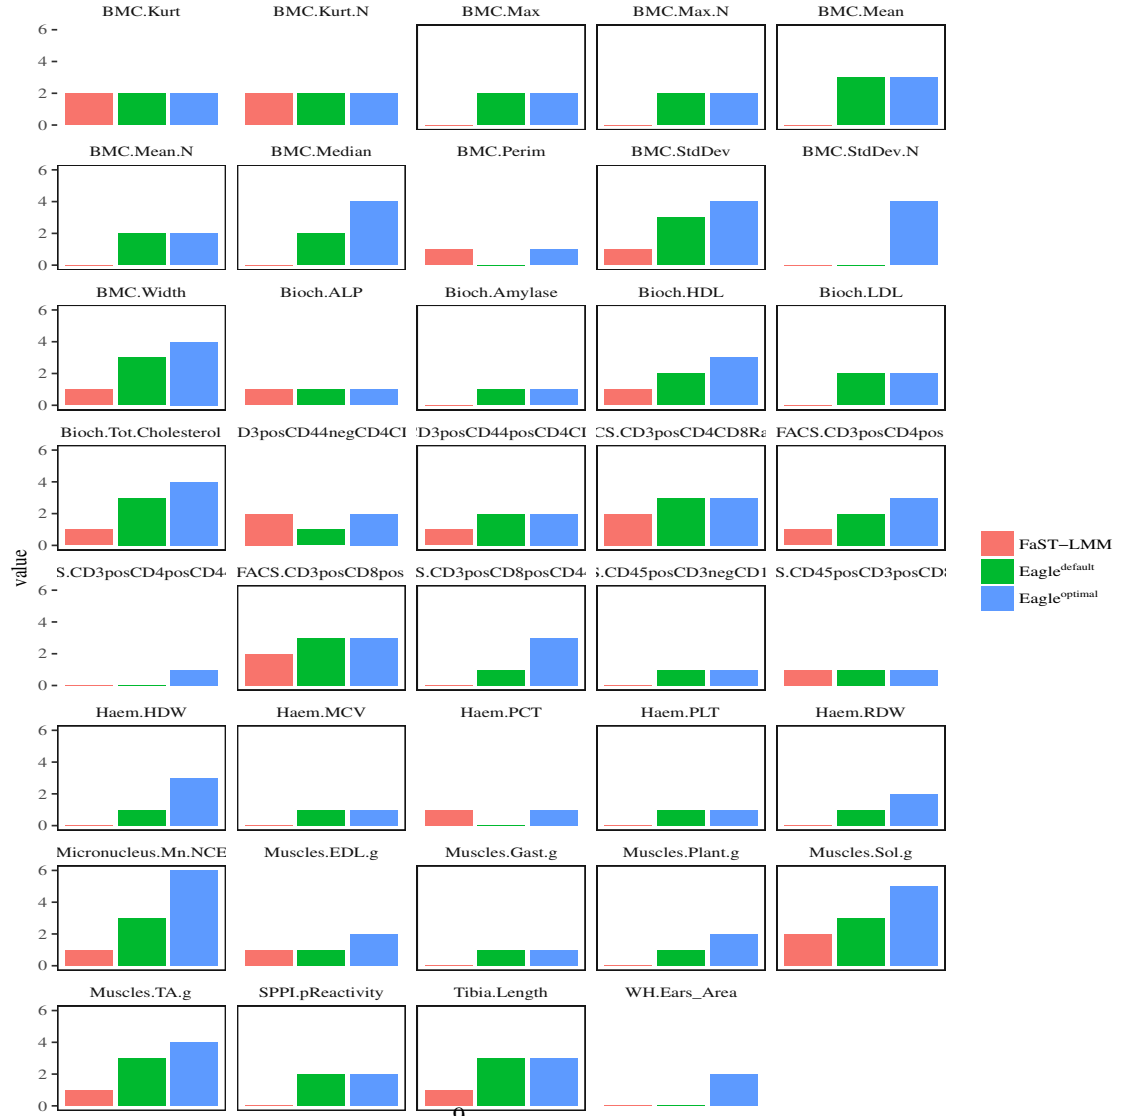 BMC.Kurt BMC.Kurt.N BMC.Max BMC.Max.N BMC.Mean
6
4
2
0
BMC.Mean.N BMC.Median BMC.Perim BMC.StdDev BMC.StdDev.N
6
4
2
0
BMC.Width Bioch.ALP Bioch.Amylase Bioch.HDL Bioch.LDL
6
4
2
0
Bioch.Tot.Cholesterol D3posCD44negCD4CI D3posCD44posCD4CI CS.CD3posCD4CD8Ra FACS.CD3posCD4pos
6
4
2
0
value
S.CD3posCD4posCD4 FACS.CD3posCD8pos S.CD3posCD8posCD4 S.CD45posCD3negCD1 S.CD45posCD3posCD8
6
4
2
0
Haem.HDW Haem.MCV Haem.PCT Haem.PLT Haem.RDW
6
4
2
0
Micronucleus.Mn.NCE Muscles.EDL.g Muscles.Gast.g Muscles.Plant.g Muscles.Sol.g
6
4
2
0
Muscles.TA.g SPPI.pReactivity Tibia.Length WH.Ears_Area
6
4
2
0
FaST−LMM
Eagle^default
Eagle^optimal